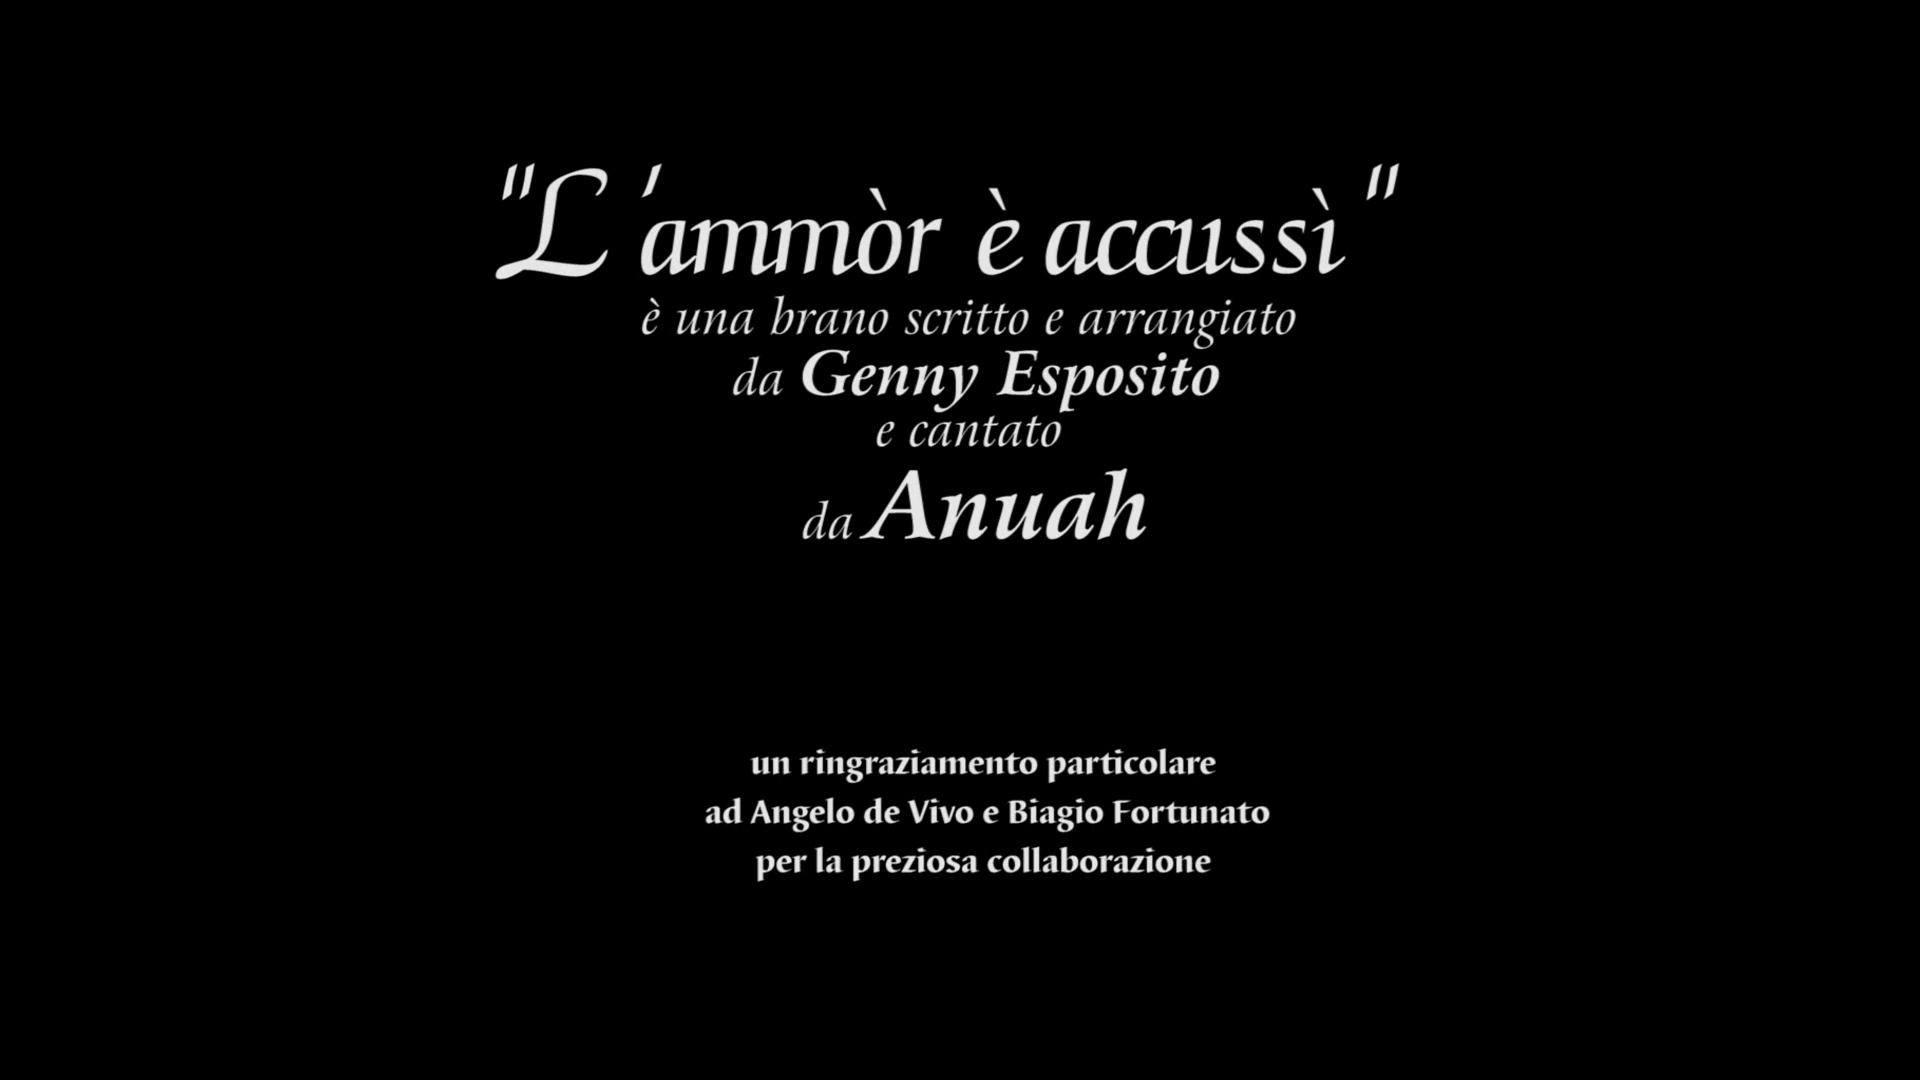 "L'ammòr è accussì"
è una brano scritto e arrangiato
da Genny Esposito
e cantato
da Anuah
un ringraziamento particolare
ad Angelo de Vivo e Biagio Fortunato
per la preziosa collaborazione